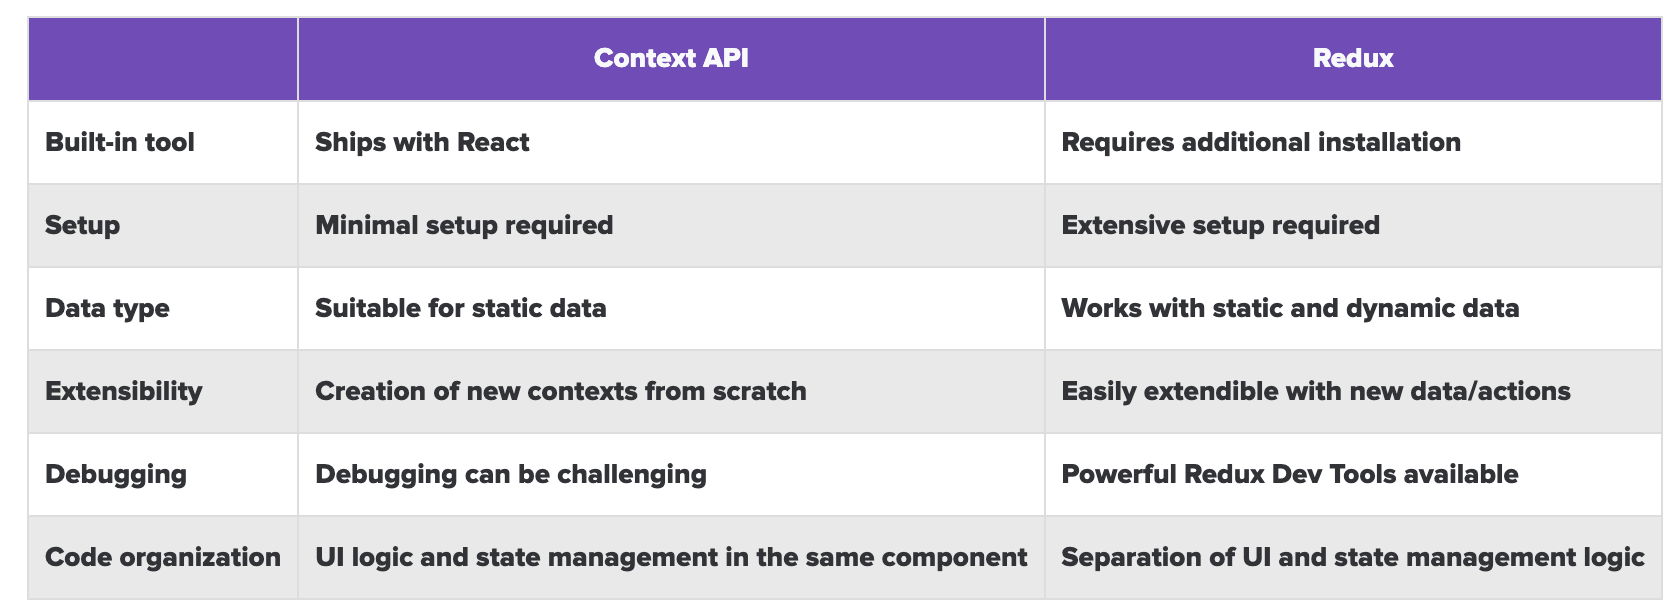 Context API Redux
Built-in tool Ships with React Requires additional installation
Setup Minimal setup required Extensive setup required
Data type Suitable for static data Works with static and dynamic data
Extensibility Creation of new contexts from scratch Easily extendible with new data/actions
Debugging Debugging can be challenging Powerful Redux Dev Tools available
Code organization UI logic and state management in the same component Separation of UI and state management logic